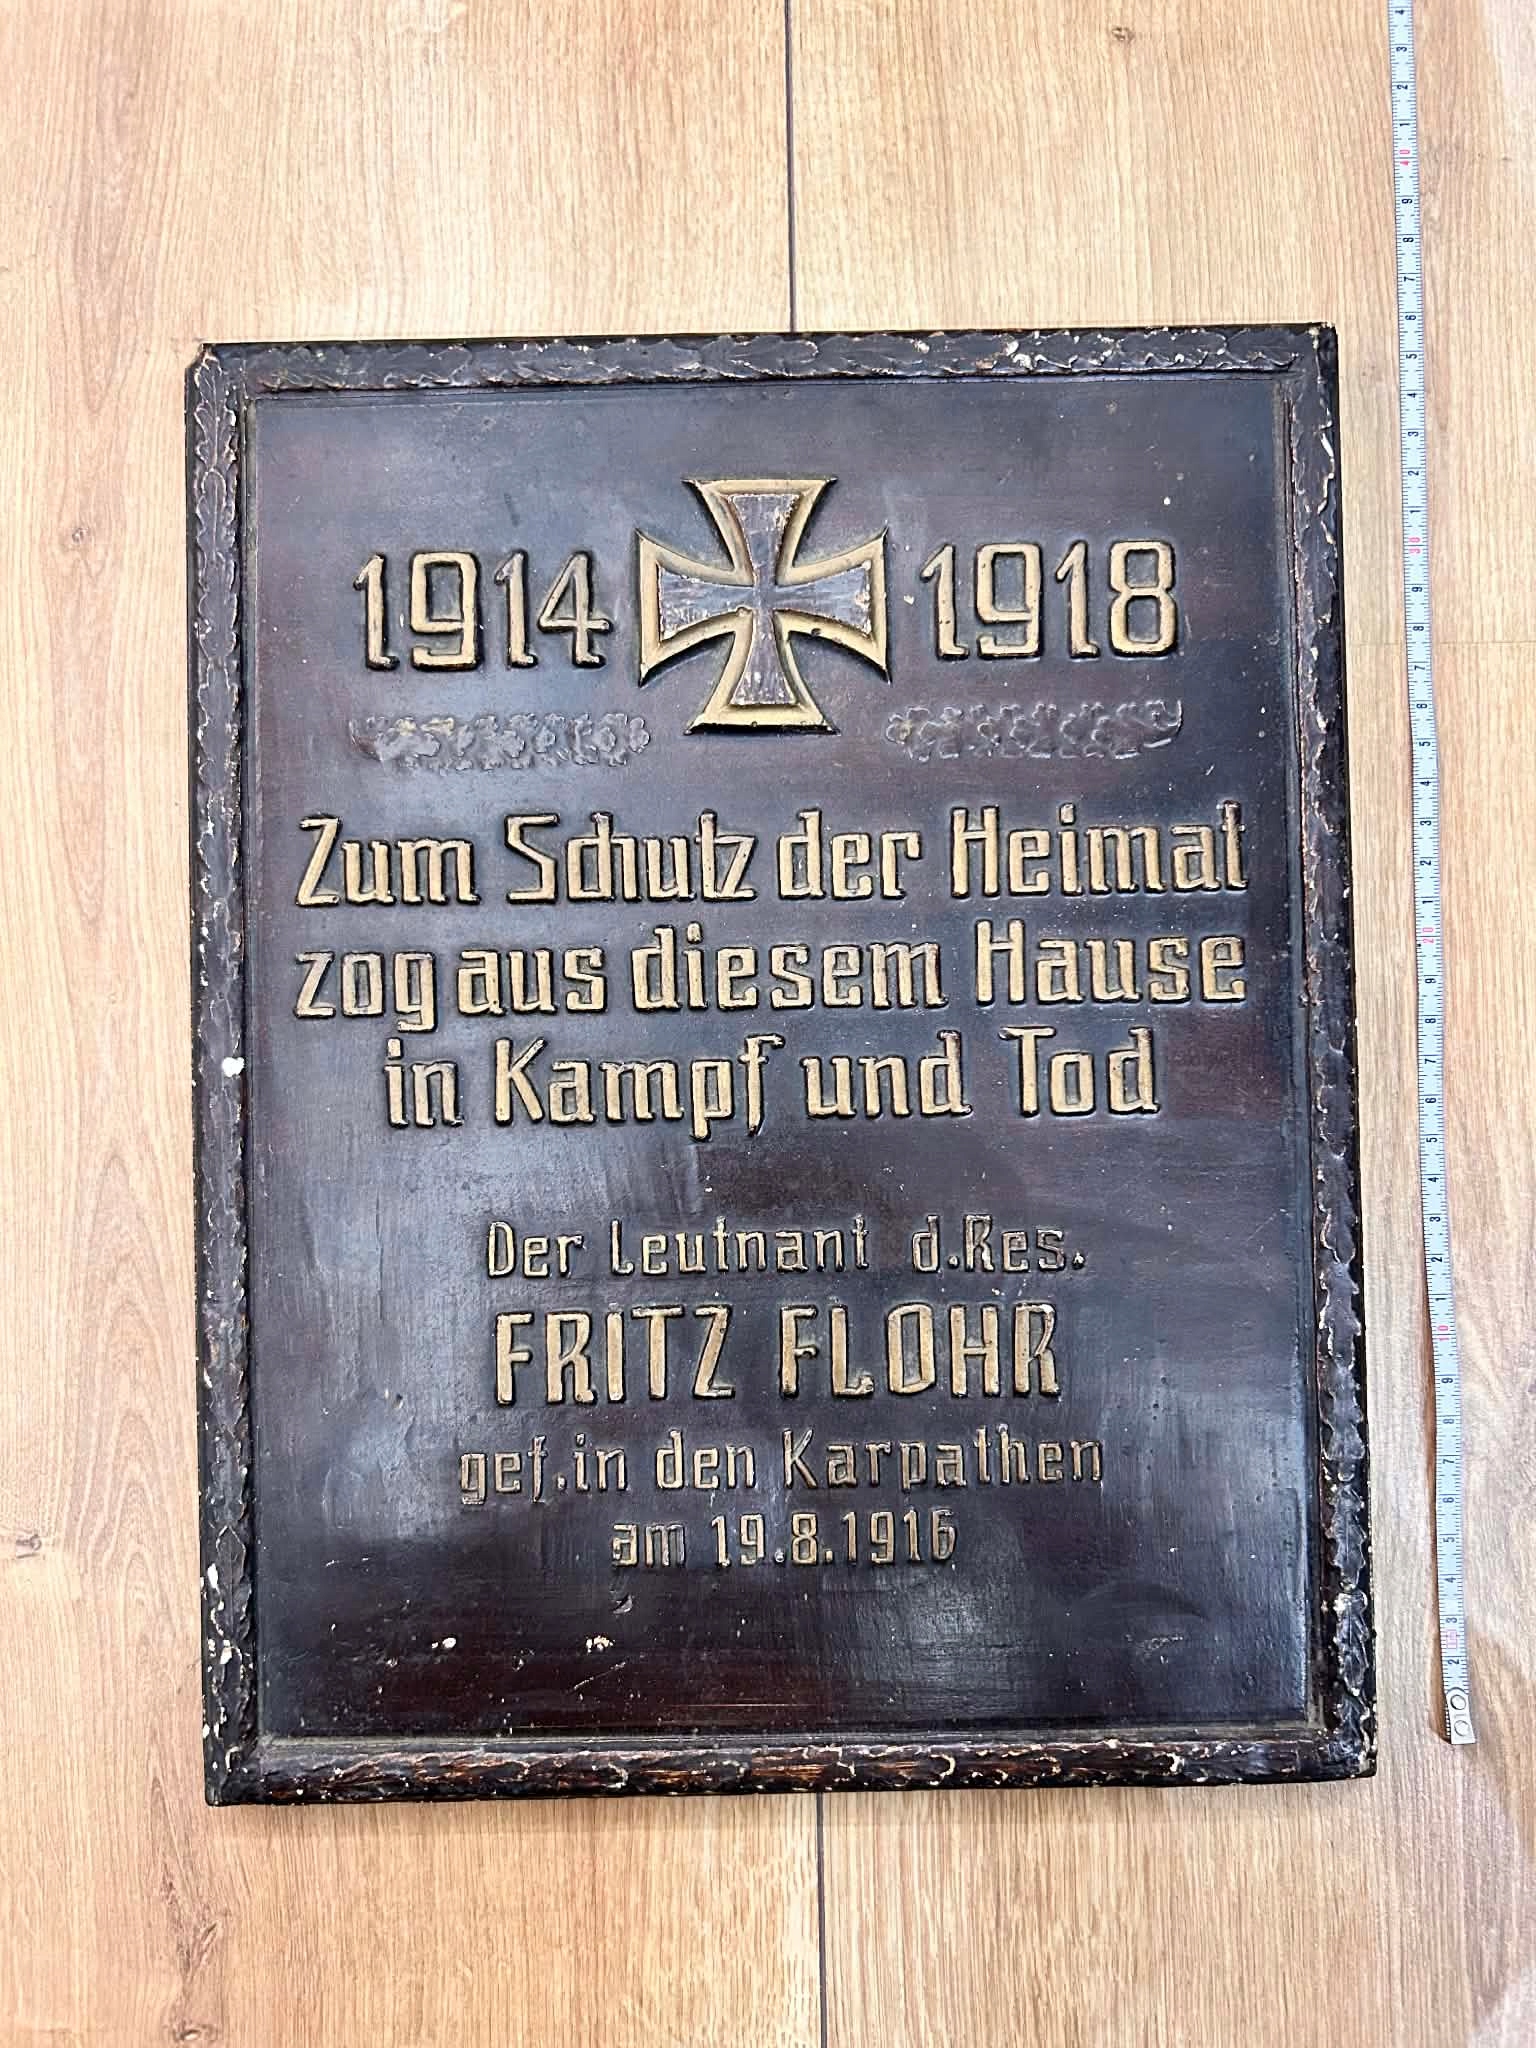 1914 1918
Zum Schutz der Heimat
zog aus diesem Hause
in Kampf und Tod
Der Leutnant d.Res.
FRITZ FLOHR
gef.in den Karpathen
am 19.8.1916